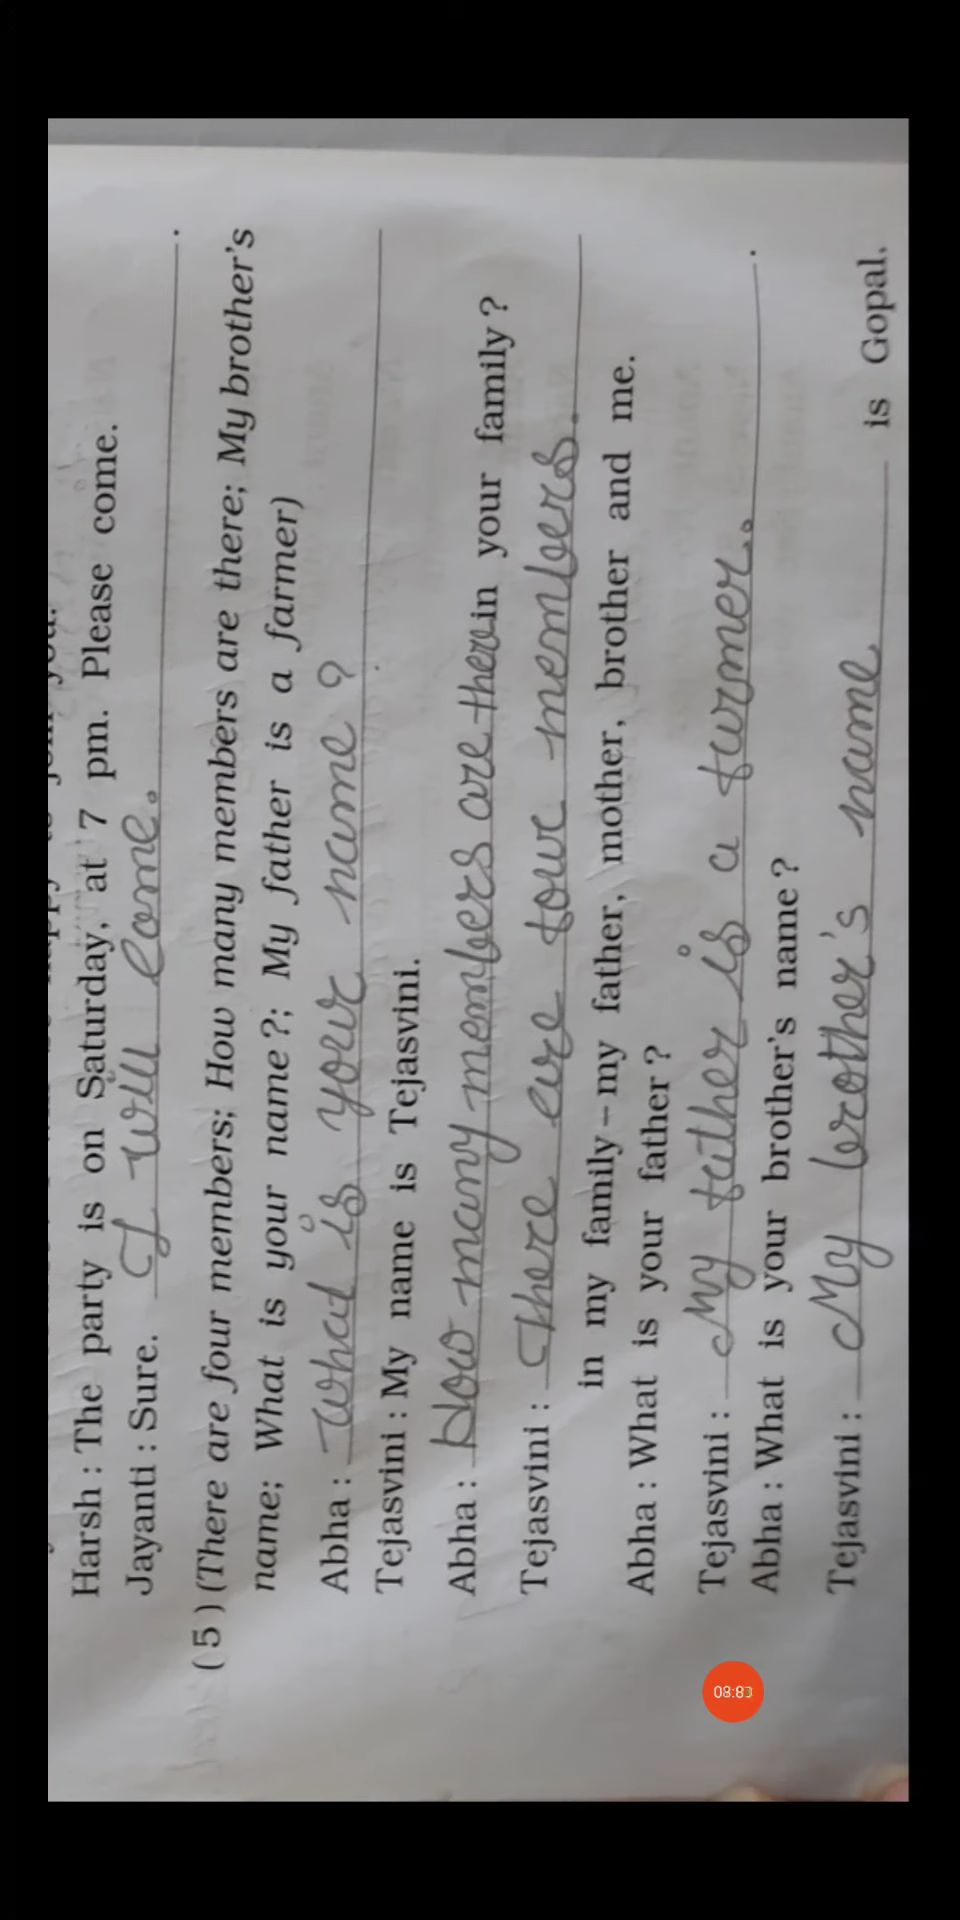 Harsh : The party is on Saturday, at 7 pm. Please come.
Jayanti : Sure. I will come.
( 5 ) (There are four members; How many members are there; My brother's
name; What is your name ?; My father is a farmer)
Abha : What is your name ?
Tejasvini : My name is Tejasvini.
Abha : How many members are there in your family ?
Tejasvini : There are four members.
in my family – my father, mother, brother and me.
Abha : What is your father ?
Tejasvini : My father is a farmer.
Abha : What is your brother's name ?
Tejasvini : My brother's name is Gopal.